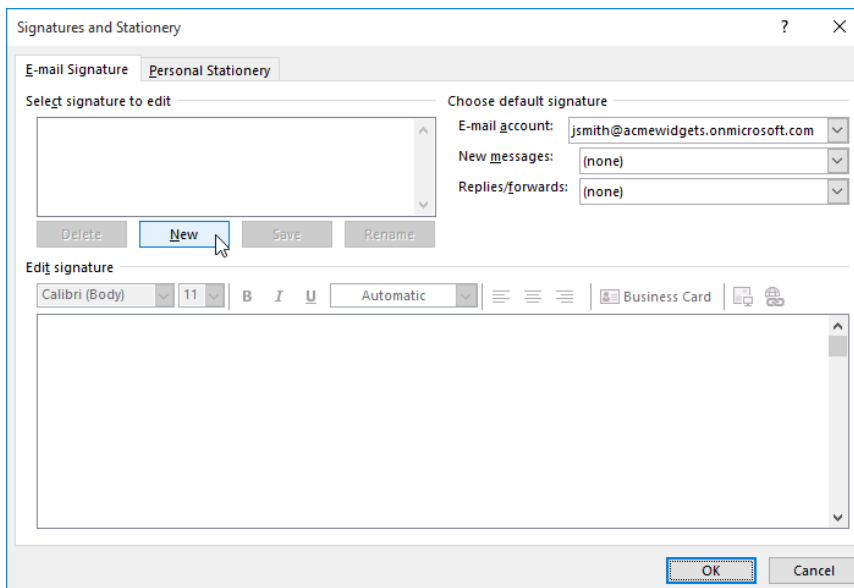 Signatures and Stationery
E-mail Signature
Personal Stationery
Select signature to edit
Delete
New
Save
Rename
Choose default signature
E-mail account: jsmith@acmewidgets.onmicrosoft.com
New messages: (none)
Replies/forwards: (none)
Edit signature
Calibri (Body) 11 B I U Automatic Business Card
OK
Cancel